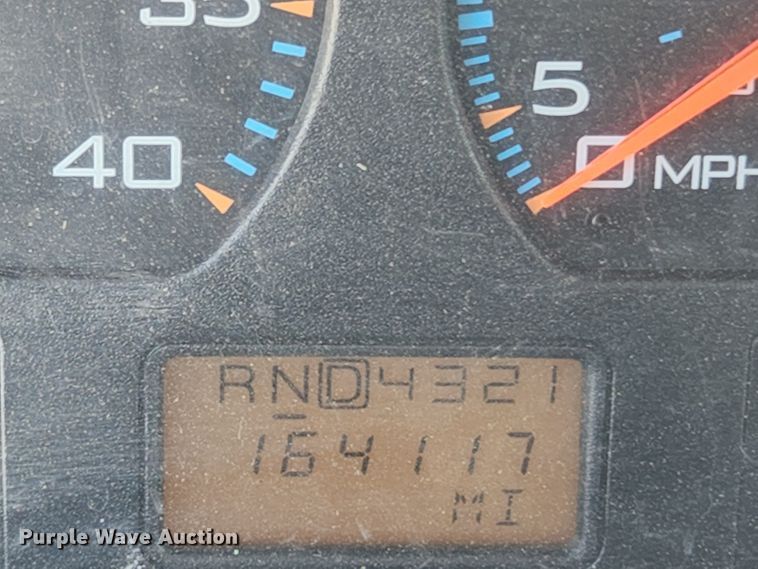 35
40
5
0 MPH
RND4321
164117
MI
Purple Wave Auction